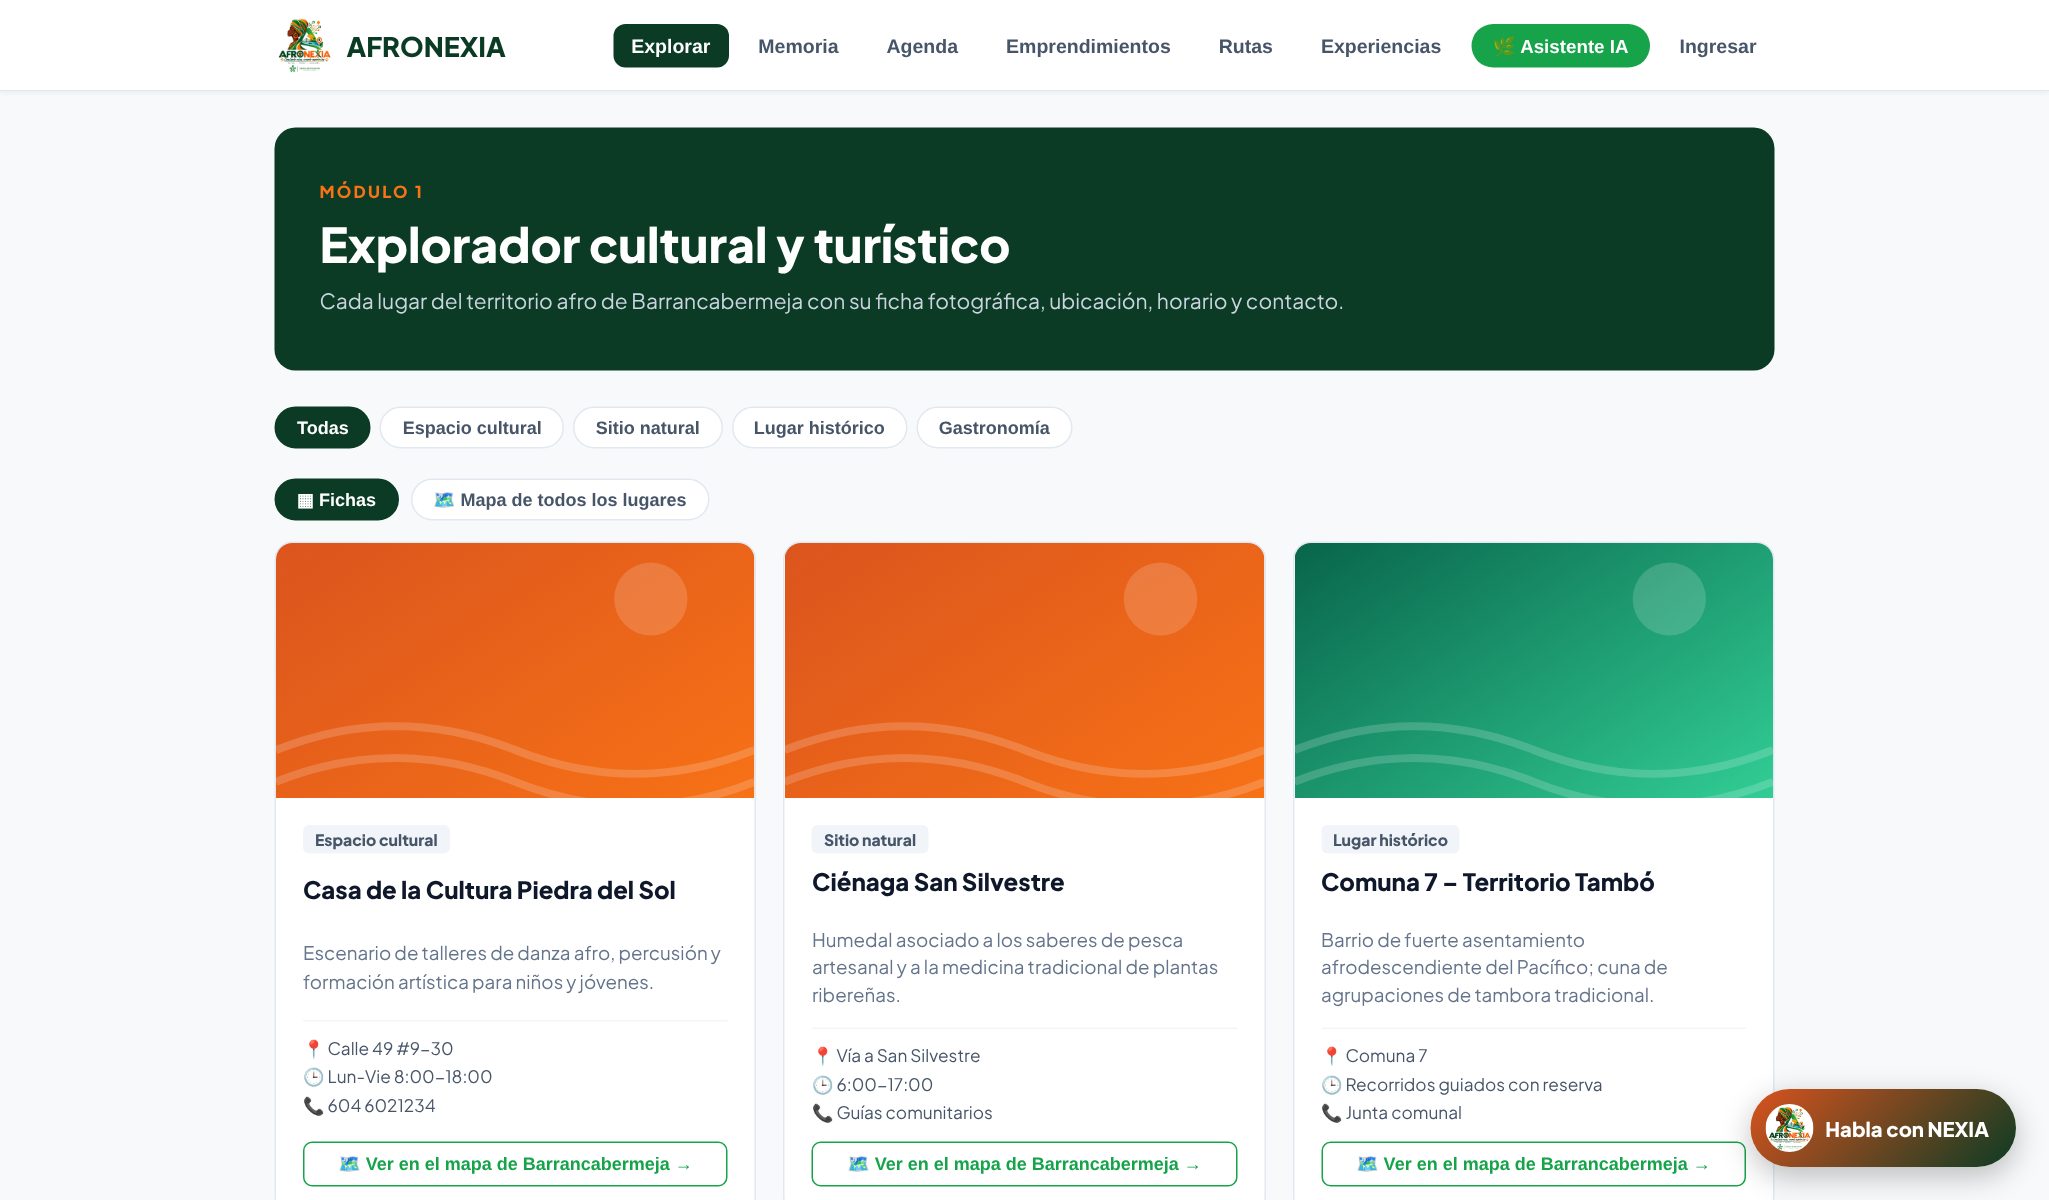 AFRONEXIA
AFRONEXIA
Explorar
Memoria
Agenda
Emprendimientos
Rutas
Experiencias
🌿 Asistente IA
Ingresar
MÓDULO 1
Explorador cultural y turístico
Cada lugar del territorio afro de Barrancabermeja con su ficha fotográfica, ubicación, horario y contacto.
Todas
Espacio cultural
Sitio natural
Lugar histórico
Gastronomía
▦ Fichas
🗺️ Mapa de todos los lugares
Espacio cultural
Casa de la Cultura Piedra del Sol
Escenario de talleres de danza afro, percusión y
formación artística para niños y jóvenes.
📍 Calle 49 #9–30
🕒 Lun-Vie 8:00–18:00
📞 604 6021234
🗺️ Ver en el mapa de Barrancabermeja →
Sitio natural
Ciénaga San Silvestre
Humedal asociado a los saberes de pesca
artesanal y a la medicina tradicional de plantas
ribereñas.
📍 Vía a San Silvestre
🕒 6:00–17:00
📞 Guías comunitarios
🗺️ Ver en el mapa de Barrancabermeja →
Lugar histórico
Comuna 7 – Territorio Tambó
Barrio de fuerte asentamiento
afrodescendiente del Pacífico; cuna de
agrupaciones de tambora tradicional.
📍 Comuna 7
🕒 Recorridos guiados con reserva
📞 Junta comunal
🗺️ Ver en el mapa de Barrancabermeja →
AFRONEXIA
Habla con NEXIA